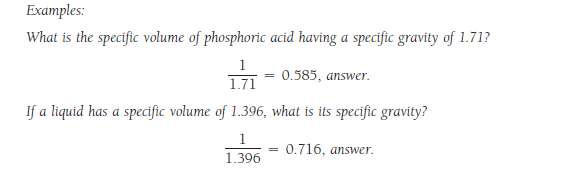 Examples:
What is the specific volume of phosphoric acid having a specific gravity of 1.71?
1
1.71 = 0.585, answer.
If a liquid has a specific volume of 1.396, what is its specific gravity?
1
1.396 = 0.716, answer.